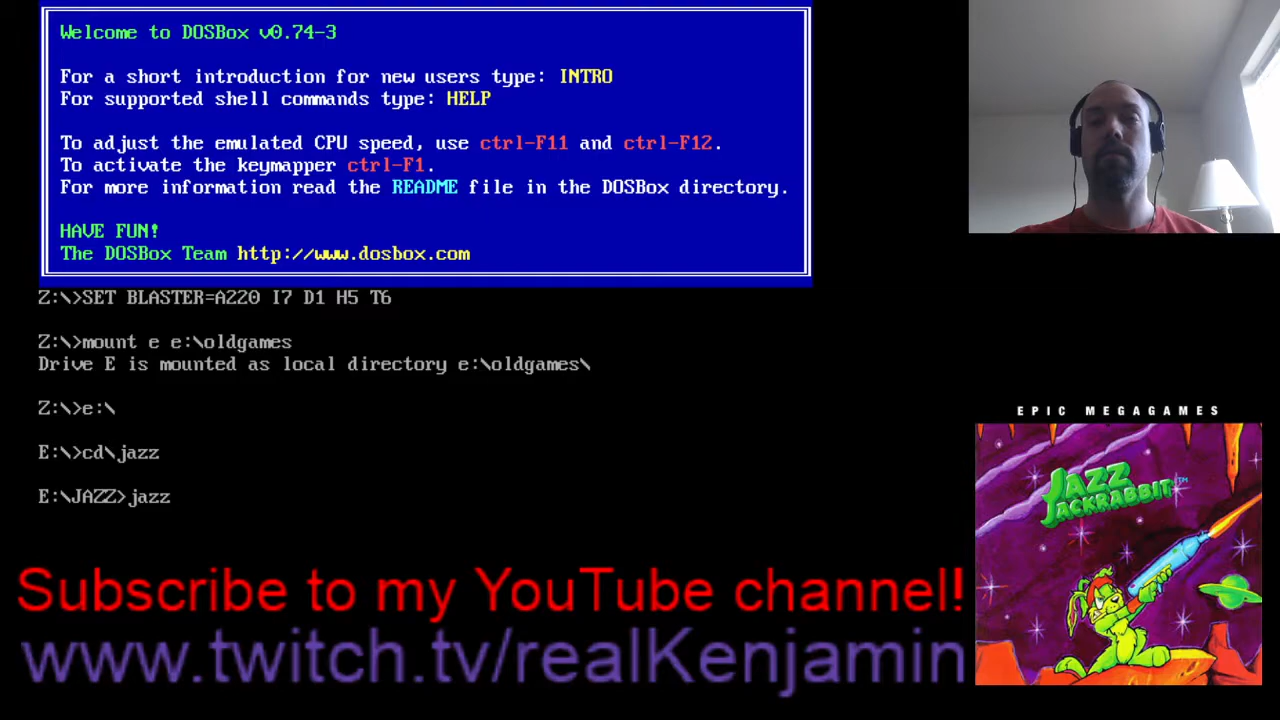 Welcome to DOSBox v0.74-3
For a short introduction for new users type: INTRO
For supported shell commands type: HELP
To adjust the emulated CPU speed, use ctrl-F11 and ctrl-F12.
To activate the keymapper ctrl-F1.
For more information read the README file in the DOSBox directory.
HAVE FUN!
The DOSBox Team http://www.dosbox.com
Z:\>SET BLASTER=A220 I7 D1 H5 T6
Z:\>mount e e:\oldgames
Drive E is mounted as local directory e:\oldgames\
Z:\>e:\
E:\>cd\jazz
E:\JAZZ>jazz
EPIC MEGAGAMES
JAZZ
JACKRABBIT™
Subscribe to my YouTube channel!
www.twitch.tv/realKenjamin